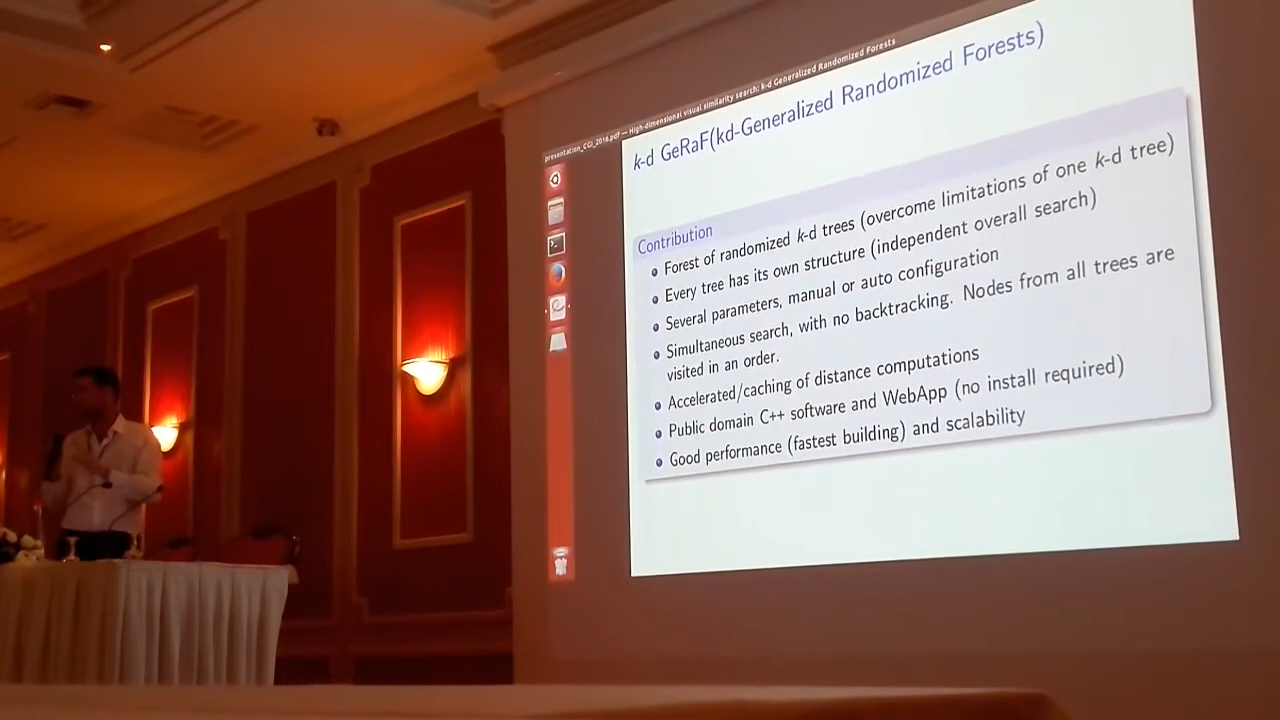 presentation_CGI_2016.pdf — High-dimensional visual similarity search: k-d Generalized Randomized Forests
k-d GeRaF(kd-Generalized Randomized Forests)
Contribution
Forest of randomized k-d trees (overcome limitations of one k-d tree)
Every tree has its own structure (independent overall search)
Several parameters, manual or auto configuration
Simultaneous search, with no backtracking. Nodes from all trees are
visited in an order.
Accelerated/caching of distance computations
Public domain C++ software and WebApp (no install required)
Good performance (fastest building) and scalability